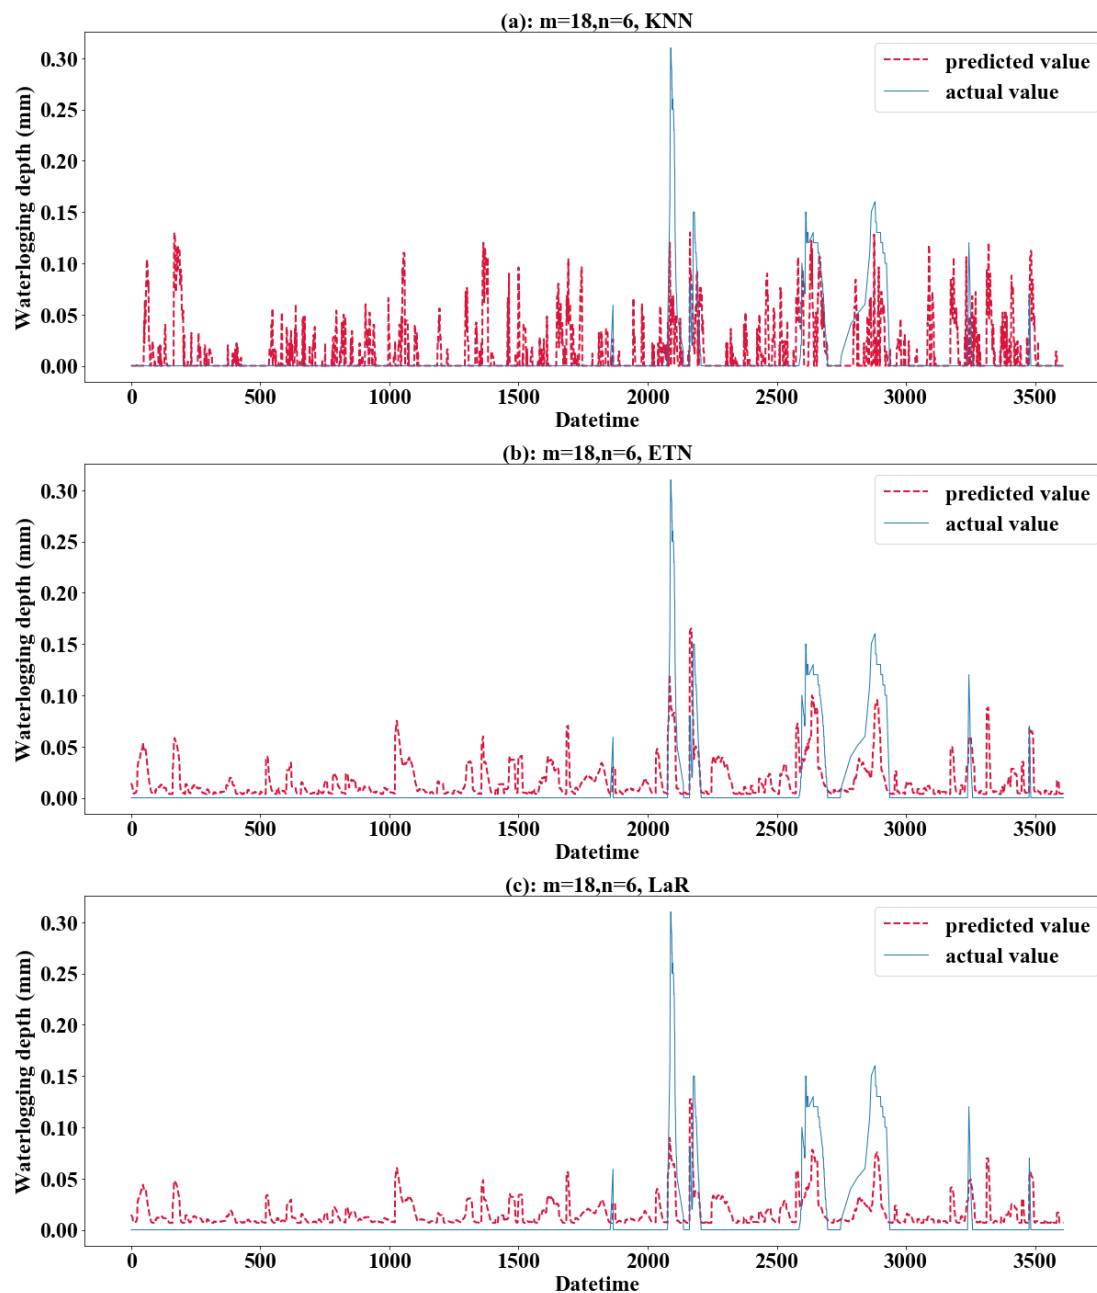 (a): m=18,n=6, KNN
0.30
0.25
0.20
0.15
0.10
0.05
0.00
Waterlogging depth (mm)
predicted value
actual value
0 500 1000 1500 2000 2500 3000 3500
Datetime
(b): m=18,n=6, ETN
0.30
0.25
0.20
0.15
0.10
0.05
0.00
Waterlogging depth (mm)
predicted value
actual value
0 500 1000 1500 2000 2500 3000 3500
Datetime
(c): m=18,n=6, LaR
0.30
0.25
0.20
0.15
0.10
0.05
0.00
Waterlogging depth (mm)
predicted value
actual value
0 500 1000 1500 2000 2500 3000 3500
Datetime